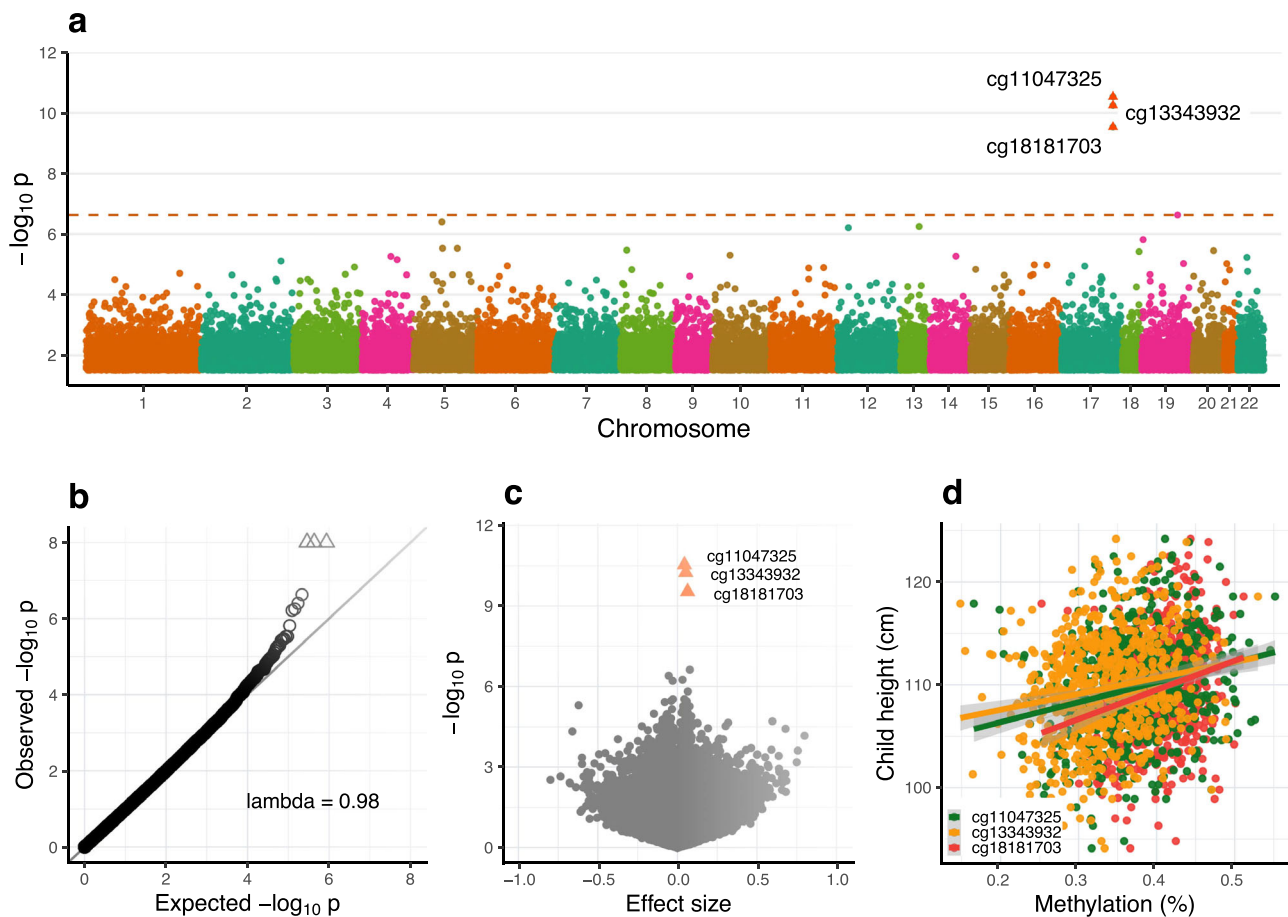 a
12
10
8
6
4
2
−log10 p
cg11047325
cg13343932
cg18181703
1 2 3 4 5 6 7 8 9 10 11 12 13 14 15 16 17 18 19 20 21 22
Chromosome
b
8
6
4
2
0
Observed −log10 p
lambda = 0.98
0 2 4 6 8
Expected −log10 p
c
12
9
6
3
0
−log10 p
cg11047325
cg13343932
cg18181703
−1.0 −0.5 0.0 0.5 1.0
Effect size
d
120
110
100
Child height (cm)
cg11047325
cg13343932
cg18181703
0.2 0.3 0.4 0.5
Methylation (%)